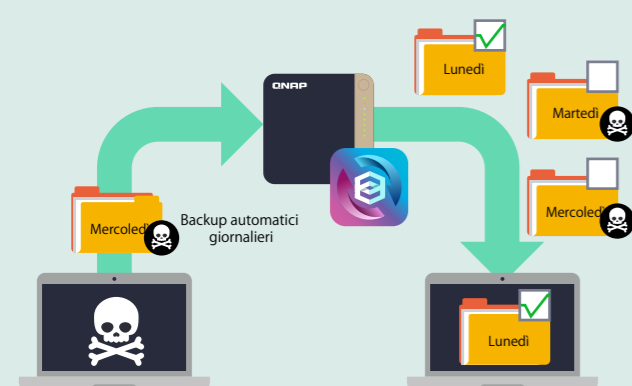 QNAP
Lunedì
Martedì
Mercoledì
Mercoledì
Backup automatici
giornalieri
Lunedì